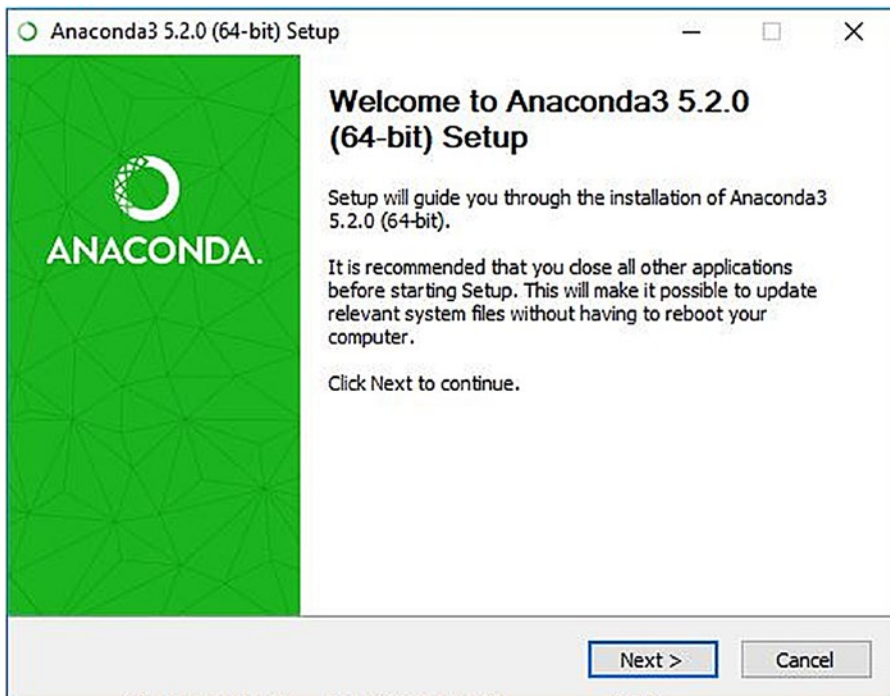 Anaconda3 5.2.0 (64-bit) Setup
Welcome to Anaconda3 5.2.0
(64-bit) Setup
Setup will guide you through the installation of Anaconda3
5.2.0 (64-bit).
It is recommended that you close all other applications
before starting Setup. This will make it possible to update
relevant system files without having to reboot your
computer.
Click Next to continue.
ANACONDA.
Next >
Cancel